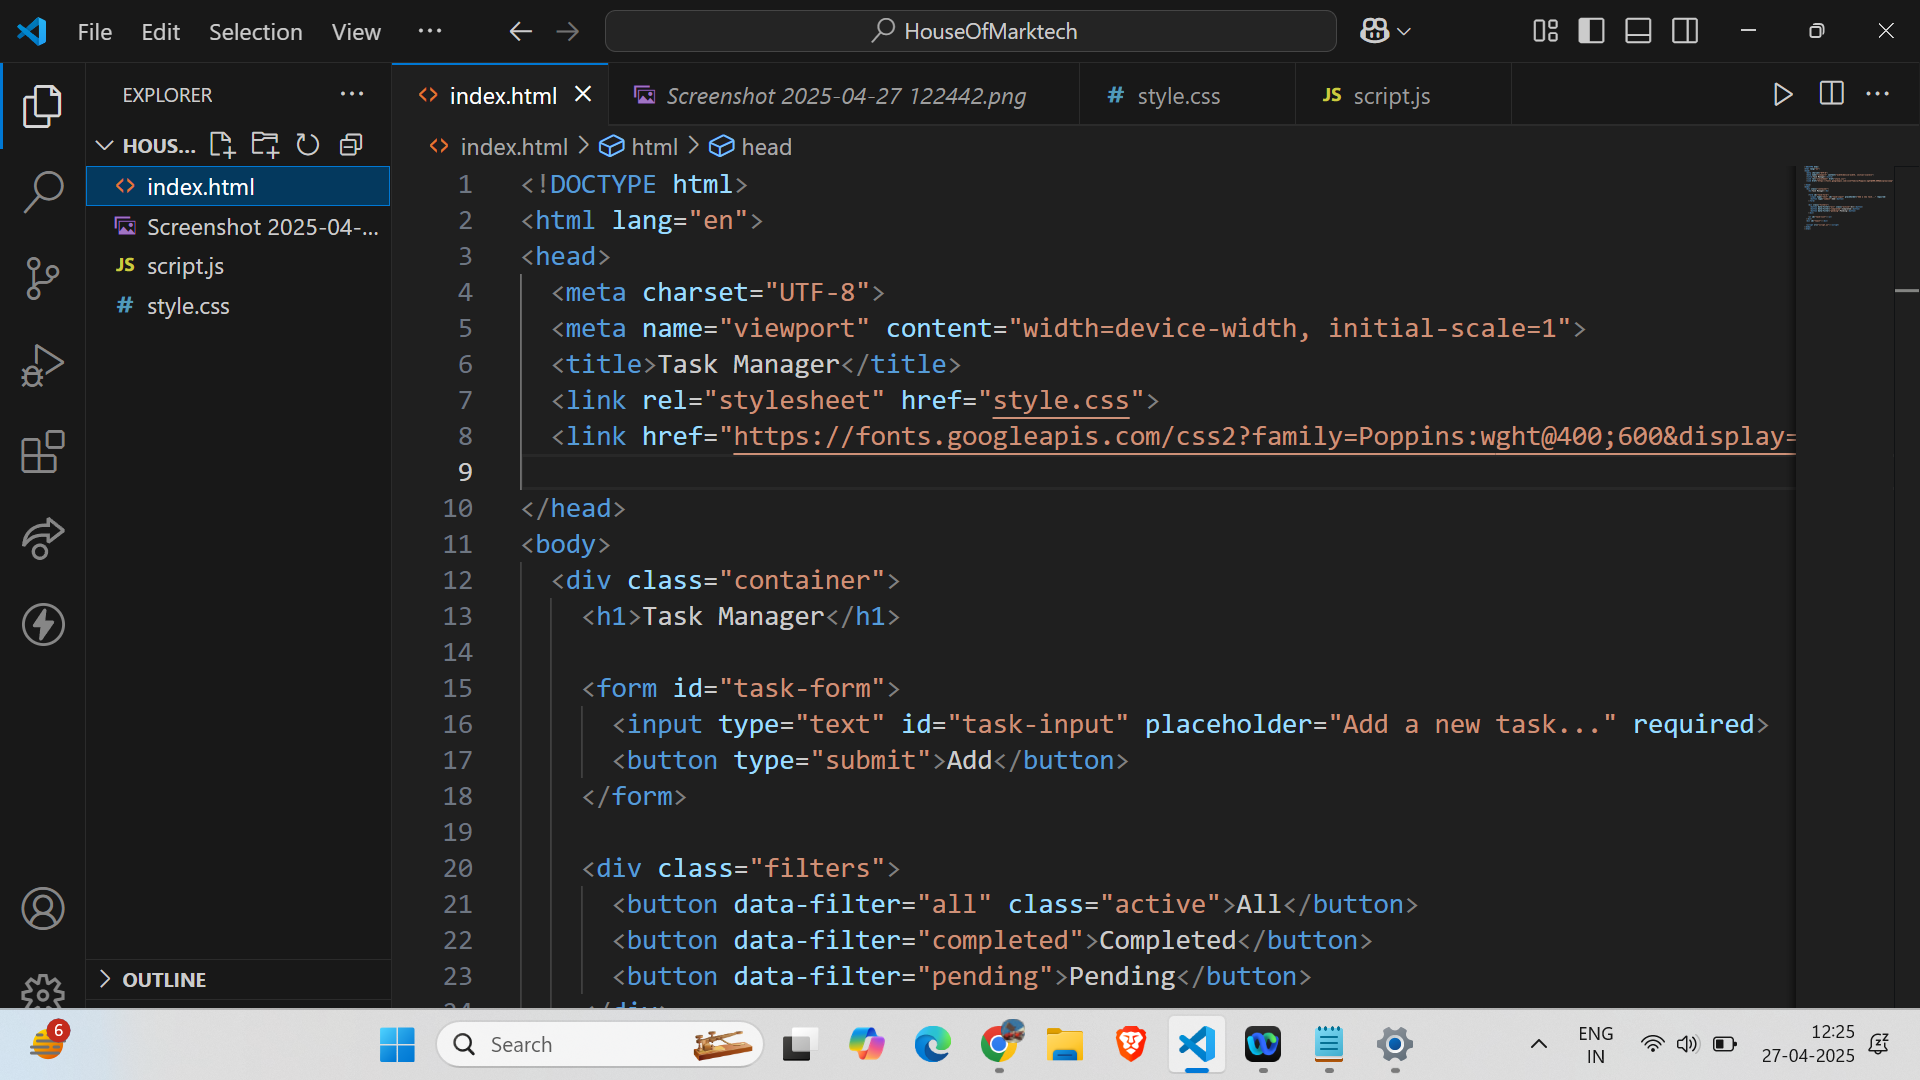 File Edit Selection View ···
HouseOfMarktech
EXPLORER ···
HOUS...
index.html
Screenshot 2025-04-...
script.js
style.css
OUTLINE
index.html
Screenshot 2025-04-27 122442.png
# style.css
JS script.js
index.html > html > head
1 <!DOCTYPE html>
2 <html lang="en">
3 <head>
4 <meta charset="UTF-8">
5 <meta name="viewport" content="width=device-width, initial-scale=1">
6 <title>Task Manager</title>
7 <link rel="stylesheet" href="style.css">
8 <link href="https://fonts.googleapis.com/css2?family=Poppins:wght@400;600&display=
9
10 </head>
11 <body>
12 <div class="container">
13 <h1>Task Manager</h1>
14
15 <form id="task-form">
16 <input type="text" id="task-input" placeholder="Add a new task..." required>
17 <button type="submit">Add</button>
18 </form>
19
20 <div class="filters">
21 <button data-filter="all" class="active">All</button>
22 <button data-filter="completed">Completed</button>
23 <button data-filter="pending">Pending</button>
24 </div>
6
Search
ENG
IN
12:25
27-04-2025